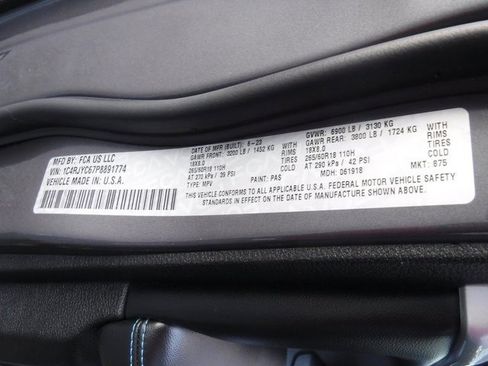 MFD BY: FCA US LLC
VIN: 1C4RJYC67P8891774
VEHICLE MADE IN: U.S.A.
DATE OF MFR (BUILT): 6-23
GAWR FRONT: 3200 LB / 1452 KG WITH
265/60R18 110H RIMS
18X8.0
AT 270 kPa / 39 PSI COLD
TYPE: MPV PAINT: PAS
GVWR: 6900 LB / 3130 KG
GAWR REAR: 3800 LB / 1724 KG WITH
265/60R18 110H RIMS
18X8.0
AT 290 kPa / 42 PSI COLD
MDH: 061918 MKT: 875
THIS VEHICLE CONFORMS TO ALL APPLICABLE U.S.A. FEDERAL MOTOR VEHICLE SAFETY
STANDARDS IN EFFECT ON THE DATE OF MANUFACTURE SHOWN ABOVE